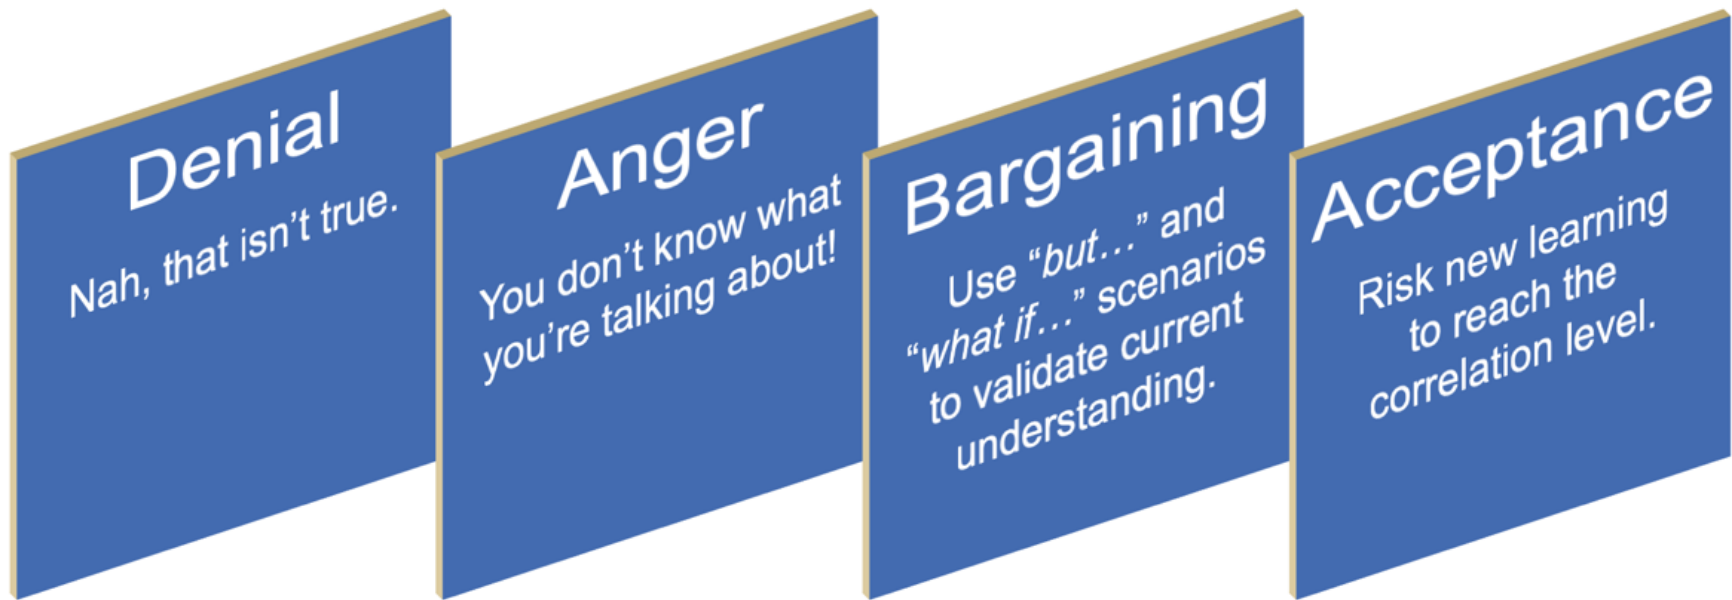 Denial
Nah, that isn’t true.
Anger
You don’t know what
you’re talking about!
Bargaining
Use “but…” and
“what if…” scenarios
to validate current
understanding.
Acceptance
Risk new learning
to reach the
correlation level.